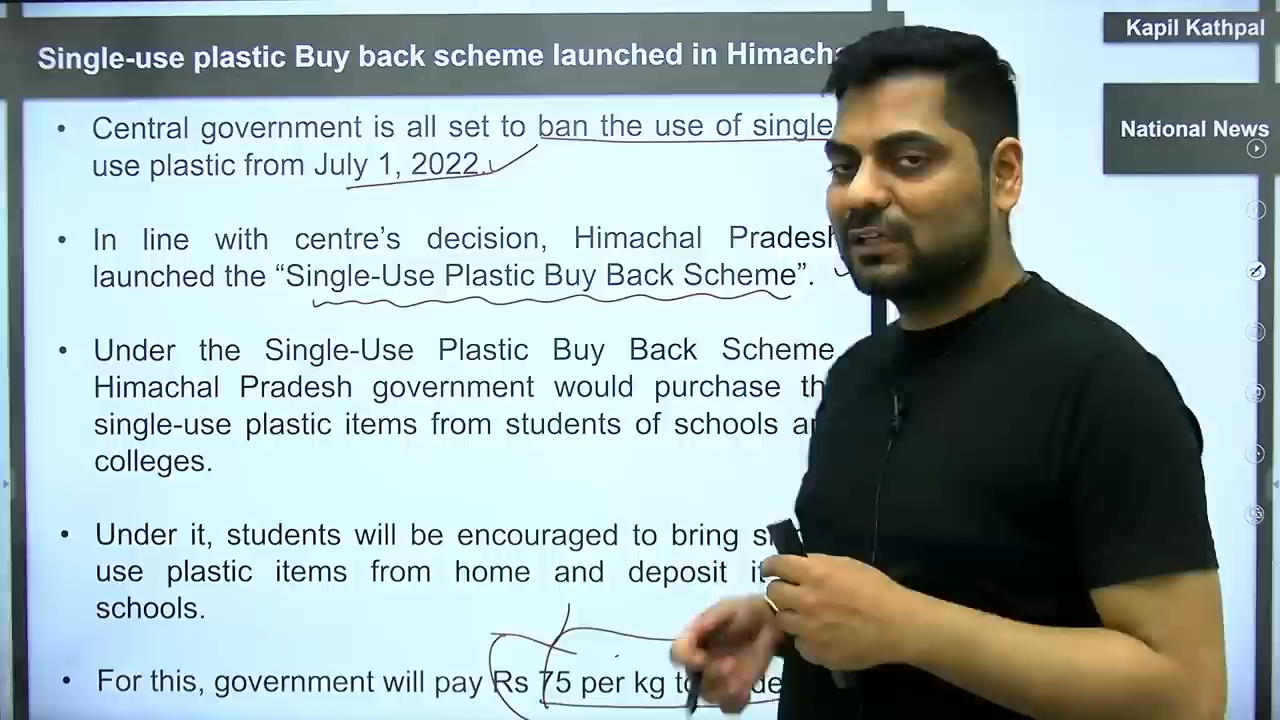 Kapil Kathpal
Single-use plastic Buy back scheme launched in
National News
• Central government is all set to ban the use of single
use plastic from July 1, 2022.
• In line with centre's decision, Himachal Pradesh
launched the “Single-Use Plastic Buy Back Scheme”.
• Under the Single-Use Plastic Buy Back Scheme
Himachal Pradesh government would purchase
single-use plastic items from students of schools
colleges.
• Under it, students will be encouraged to bring
use plastic items from home and deposit
schools.
• For this, government will pay Rs 75 per kg